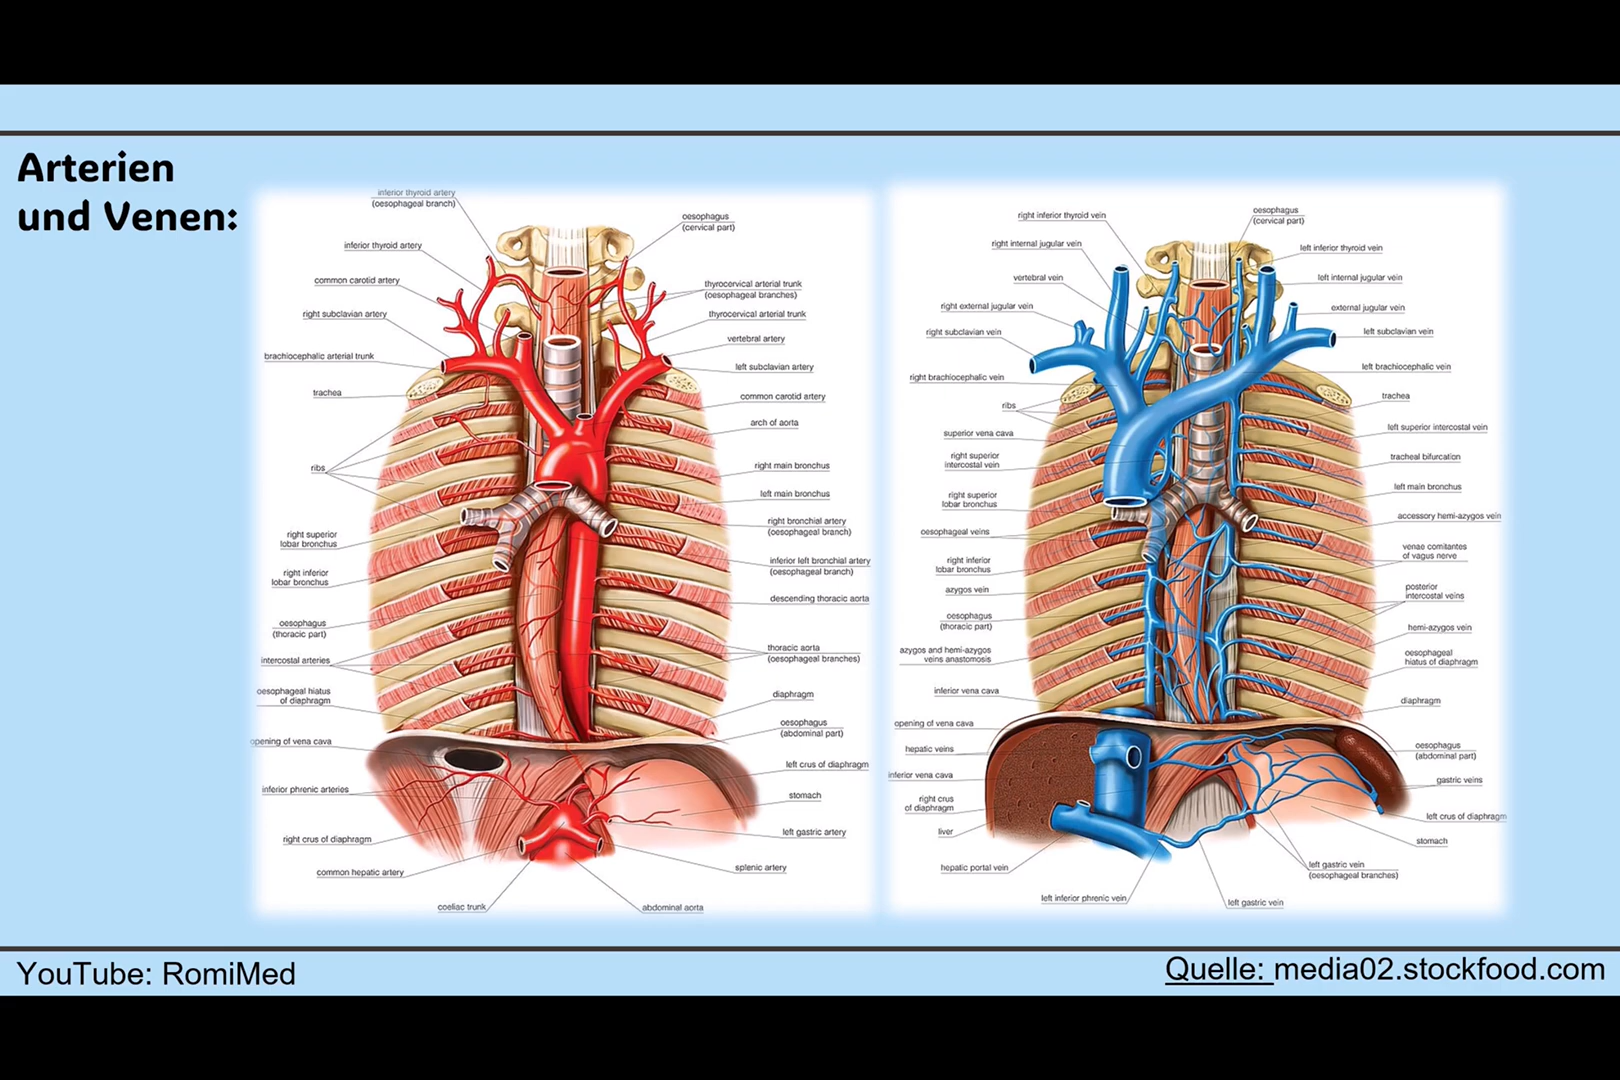 Arterien
und Venen:
inferior thyroid artery
(oesophageal branch)
inferior thyroid artery
common carotid artery
right subclavian artery
brachiocephalic arterial trunk
trachea
ribs
right superior
lobar bronchus
right inferior
lobar bronchus
oesophagus
(thoracic part)
intercostal arteries
oesophageal hiatus
of diaphragm
opening of vena cava
inferior phrenic arteries
right crus of diaphragm
common hepatic artery
coeliac trunk
oesophagus
(cervical part)
thyrocervical arterial trunk
(oesophageal branches)
thyrocervical arterial trunk
vertebral artery
left subclavian artery
common carotid artery
arch of aorta
right main bronchus
left main bronchus
right bronchial artery
(oesophageal branch)
inferior left bronchial artery
(oesophageal branch)
descending thoracic aorta
thoracic aorta
(oesophageal branches)
diaphragm
oesophagus
(abdominal part)
left crus of diaphragm
stomach
left gastric artery
splenic artery
abdominal aorta
right inferior thyroid vein
right internal jugular vein
vertebral vein
right external jugular vein
right subclavian vein
right brachiocephalic vein
ribs
superior vena cava
right superior
intercostal vein
right superior
lobar bronchus
oesophageal veins
right inferior
lobar bronchus
azygos vein
oesophagus
(thoracic part)
azygos and hemi-azygos
veins anastomosis
inferior vena cava
opening of vena cava
hepatic veins
inferior vena cava
right crus
of diaphragm
liver
hepatic portal vein
left inferior phrenic vein
oesophagus
(cervical part)
left inferior thyroid vein
left internal jugular vein
external jugular vein
left subclavian vein
left brachiocephalic vein
trachea
left superior intercostal vein
tracheal bifurcation
left main bronchus
accessory hemi-azygos vein
venae comitantes
of vagus nerve
posterior
intercostal veins
hemi-azygos vein
oesophageal
hiatus of diaphragm
diaphragm
oesophagus
(abdominal part)
gastric veins
left crus of diaphragm
stomach
left gastric vein
(oesophageal branches)
left gastric vein
YouTube: RomiMed
Quelle: media02.stockfood.com